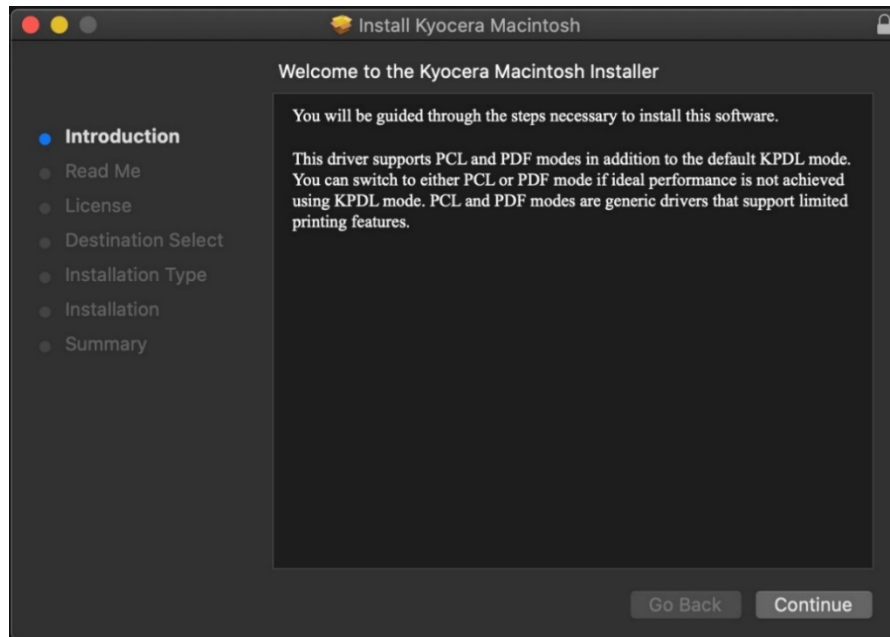 Install Kyocera Macintosh
Welcome to the Kyocera Macintosh Installer
Introduction
Read Me
License
Destination Select
Installation Type
Installation
Summary
You will be guided through the steps necessary to install this software.
This driver supports PCL and PDF modes in addition to the default KPDL mode.
You can switch to either PCL or PDF mode if ideal performance is not achieved
using KPDL mode. PCL and PDF modes are generic drivers that support limited
printing features.
Go Back
Continue